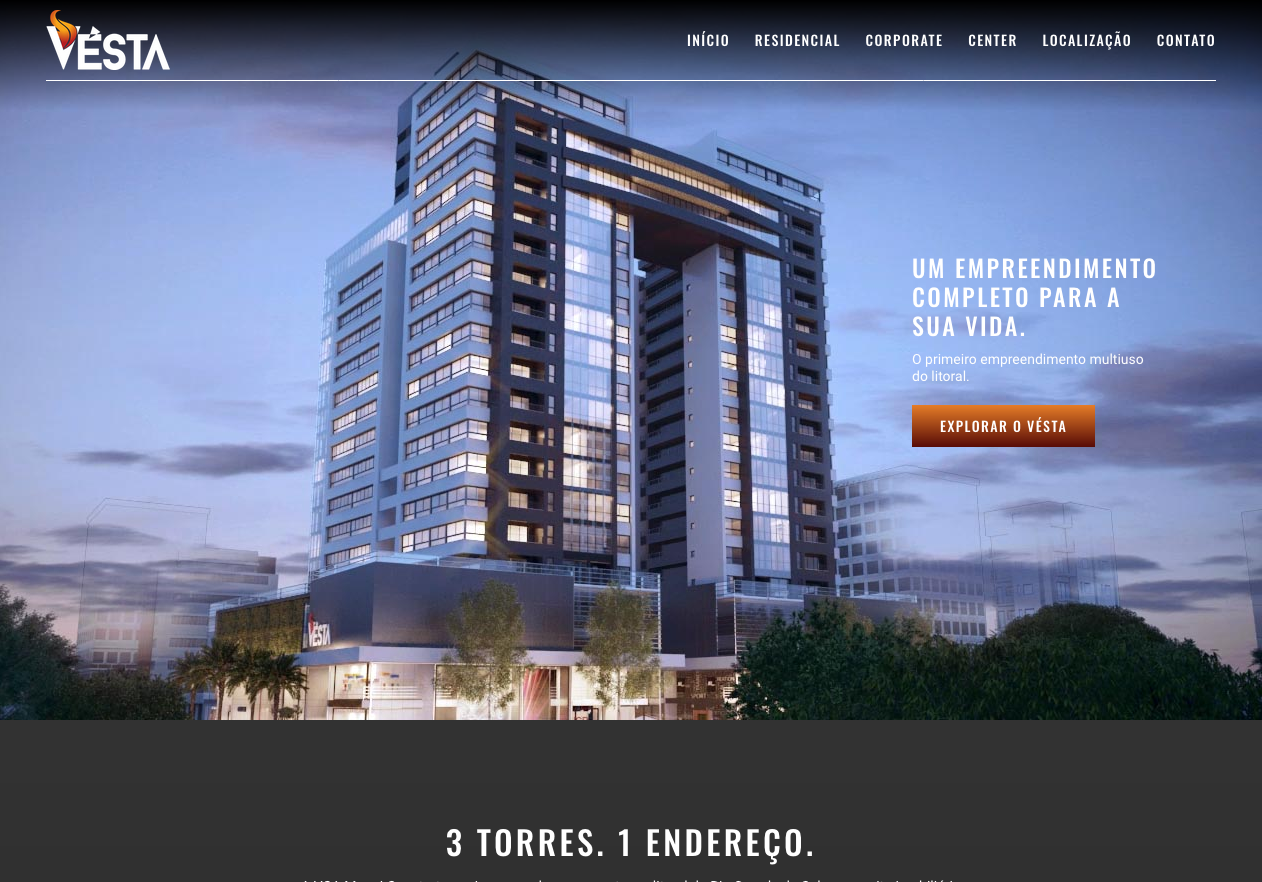 VÉSTA
INÍCIO RESIDENCIAL CORPORATE CENTER LOCALIZAÇÃO CONTATO
UM EMPREENDIMENTO
COMPLETO PARA A
SUA VIDA.
O primeiro empreendimento multiuso
do litoral.
EXPLORAR O VÉSTA
VÉSTA
3 TORRES. 1 ENDEREÇO.